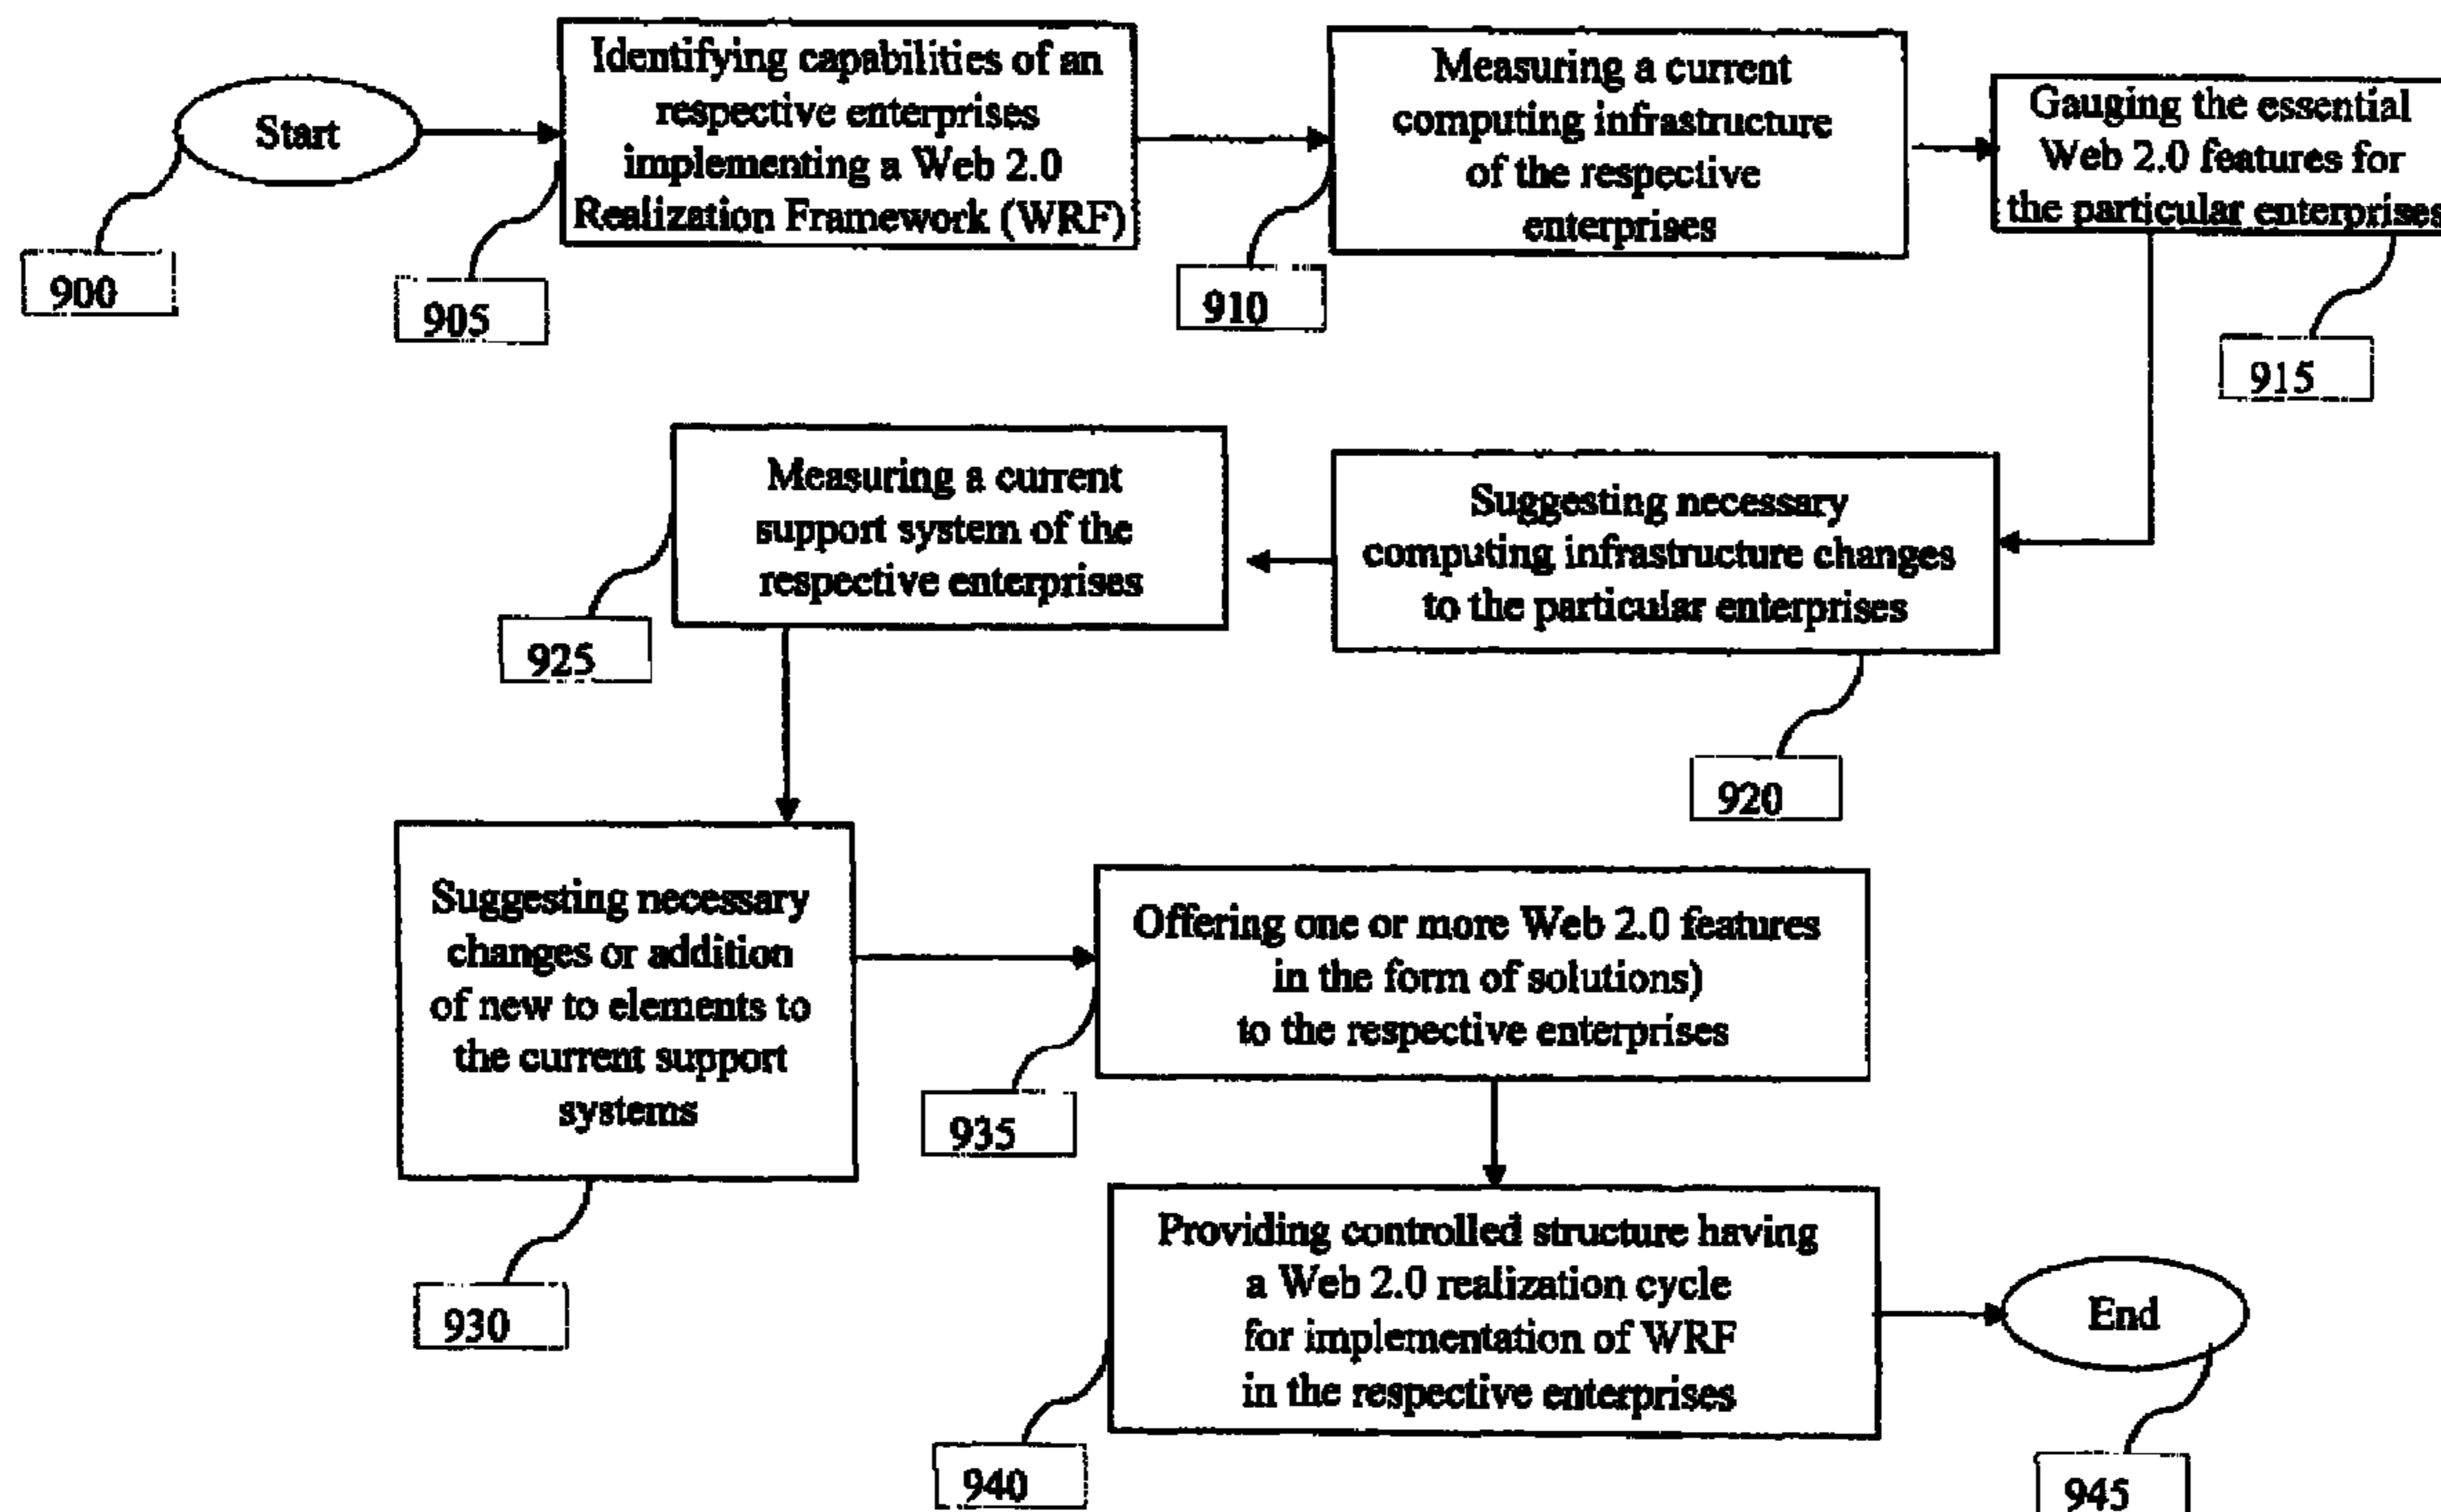 Start
900
Identifying capabilities of an
respective enterprises
implementing a Web 2.0
Realization Framework (WRF)
905
Measuring a current
computing infrastructure
of the respective
enterprises
910
Gauging the essential
Web 2.0 features for
the particular enterprises
915
Suggesting necessary
computing infrastructure changes
to the particular enterprises
920
Measuring a current
support system of the
respective enterprises
925
Suggesting necessary
changes or addition
of new to elements to
the current support
systems
930
Offering one or more Web 2.0 features
in the form of solutions)
to the respective enterprises
935
Providing controlled structure having
a Web 2.0 realization cycle
for implementation of WRF
in the respective enterprises
940
End
945